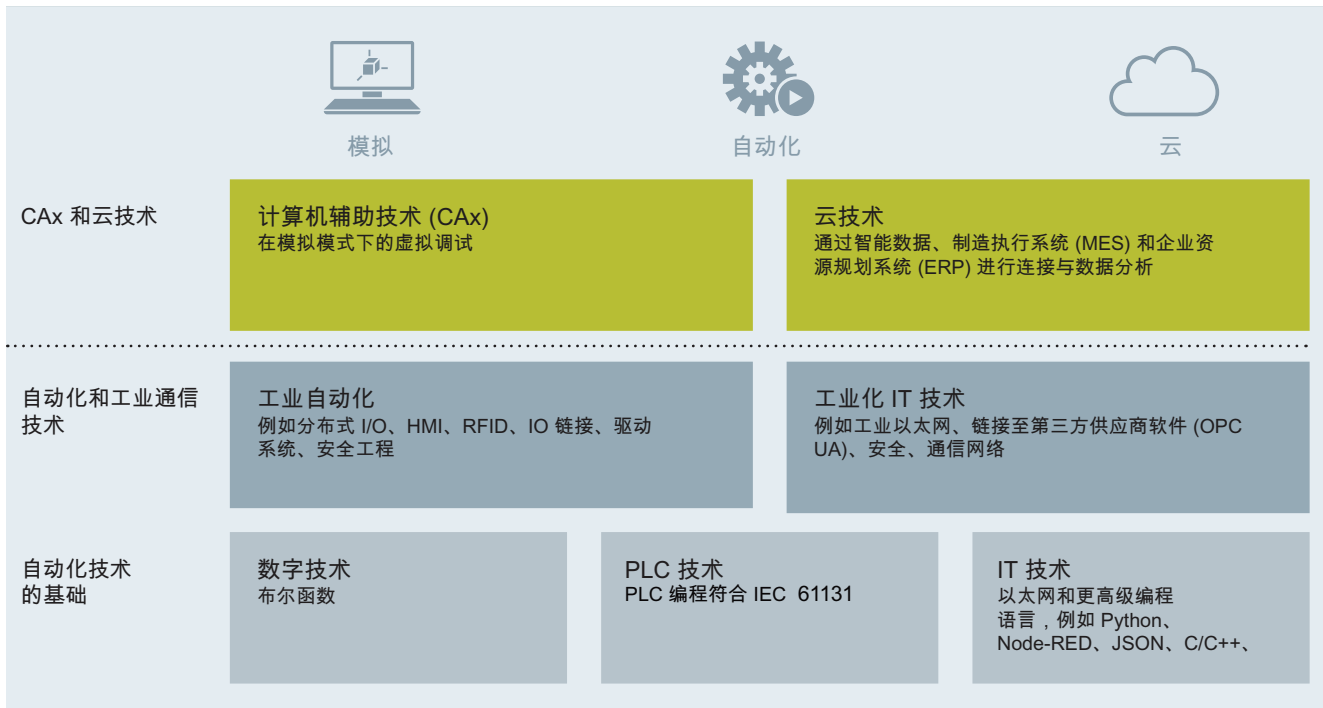 模拟
自动化
云
CAx 和云技术
计算机辅助技术 (CAx)
在模拟模式下的虚拟调试
云技术
通过智能数据、制造执行系统 (MES) 和企业资
源规划系统 (ERP) 进行连接与数据分析
自动化和工业通信
技术
工业自动化
例如分布式 I/O、HMI、RFID、IO 链接、驱动
系统、安全工程
工业化 IT 技术
例如工业以太网、链接至第三方供应商软件 (OPC
UA)、安全、通信网络
自动化技术
的基础
数字技术
布尔函数
PLC 技术
PLC 编程符合 IEC 61131
IT 技术
以太网和更高级编程
语言，例如 Python、
Node-RED、JSON、C/C++、